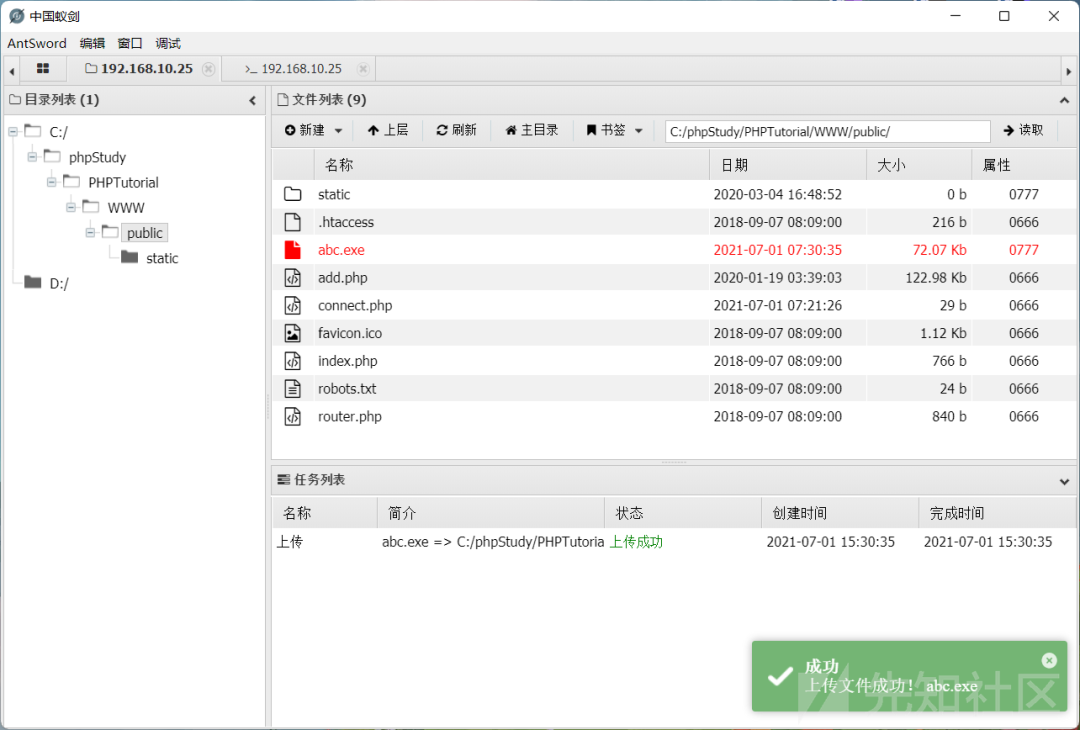 中国蚁剑
AntSword 编辑 窗口 调试
192.168.10.25 >_ 192.168.10.25
目录列表 (1)
C:/
phpStudy
PHPTutorial
WWW
public
static
D:/
文件列表 (9)
新建 上层 刷新 主目录 书签 C:/phpStudy/PHPTutorial/WWW/public/ 读取
名称 日期 大小 属性
static 2020-03-04 16:48:52 0 b 0777
.htaccess 2018-09-07 08:09:00 216 b 0666
abc.exe 2021-07-01 07:30:35 72.07 Kb 0777
add.php 2020-01-19 03:39:03 122.98 Kb 0666
connect.php 2021-07-01 07:21:26 29 b 0666
favicon.ico 2018-09-07 08:09:00 1.12 Kb 0666
index.php 2018-09-07 08:09:00 766 b 0666
robots.txt 2018-09-07 08:09:00 24 b 0666
router.php 2018-09-07 08:09:00 840 b 0666
任务列表
名称 简介 状态 创建时间 完成时间
上传 abc.exe => C:/phpStudy/PHPTutoria 上传成功 2021-07-01 15:30:35 2021-07-01 15:30:35
成功
上传文件成功! abc.exe
先知社区